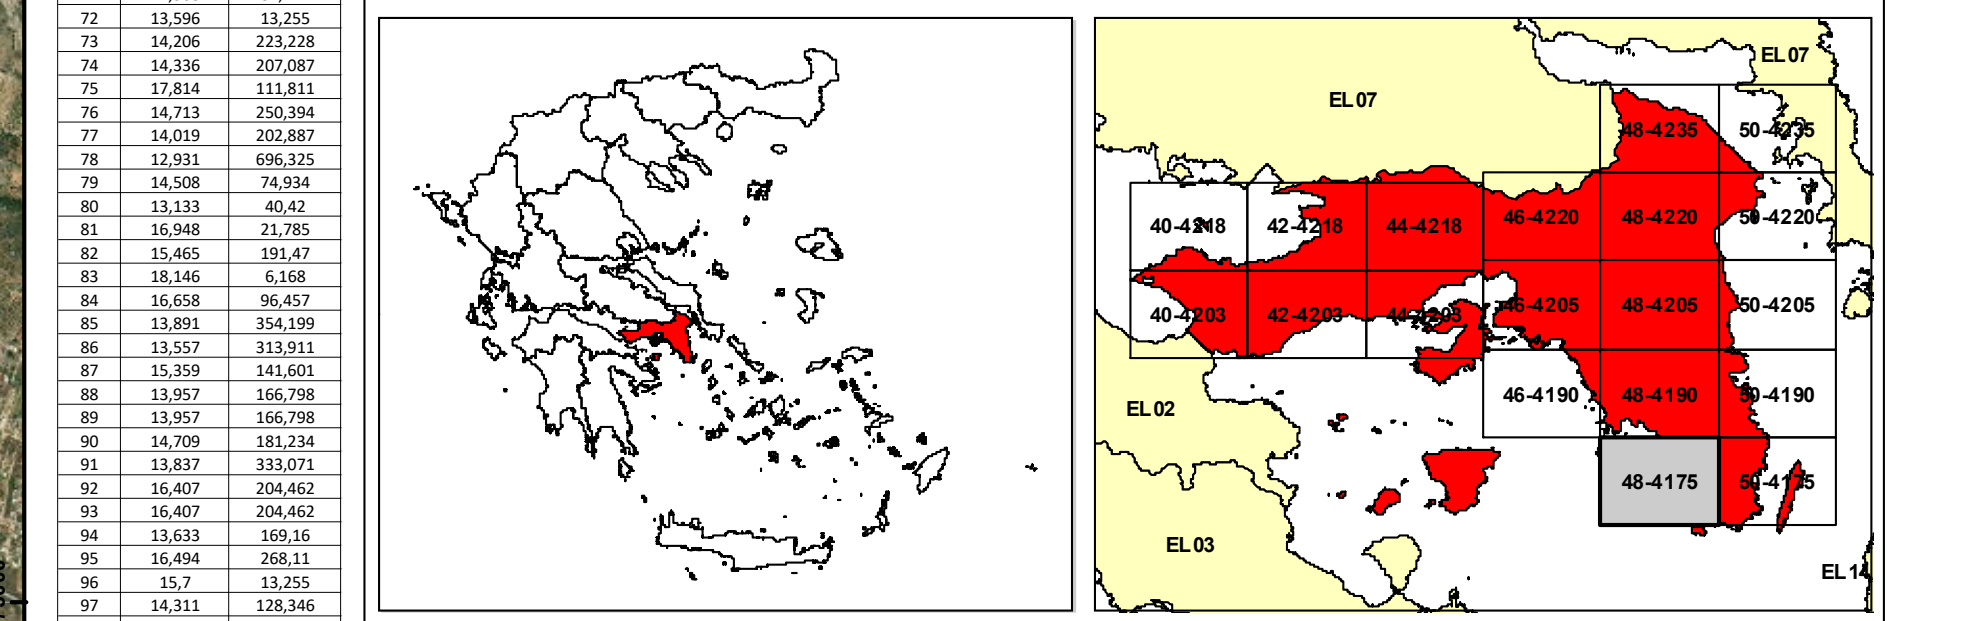 72 13,596 13,255
73 14,206 223,228
74 14,336 207,087
75 17,814 111,811
76 14,713 250,394
77 14,019 202,887
78 12,931 696,325
79 14,508 74,934
80 13,133 40,42
81 16,948 21,785
82 15,465 191,47
83 18,146 6,168
84 16,658 96,457
85 13,891 354,199
86 13,557 313,911
87 15,359 141,601
88 13,957 166,798
89 13,957 166,798
90 14,709 181,234
91 13,837 333,071
92 16,407 204,462
93 16,407 204,462
94 13,633 169,16
95 16,494 268,11
96 15,7 13,255
97 14,311 128,346
EL07
EL07
48-4235 50-4235
40-4218 42-4218 44-4218 46-4220 48-4220 50-4220
40-4203 42-4203 44-4203 46-4205 48-4205 50-4205
EL02
46-4190 48-4190 50-4190
48-4175 50-4175
EL03
EL14